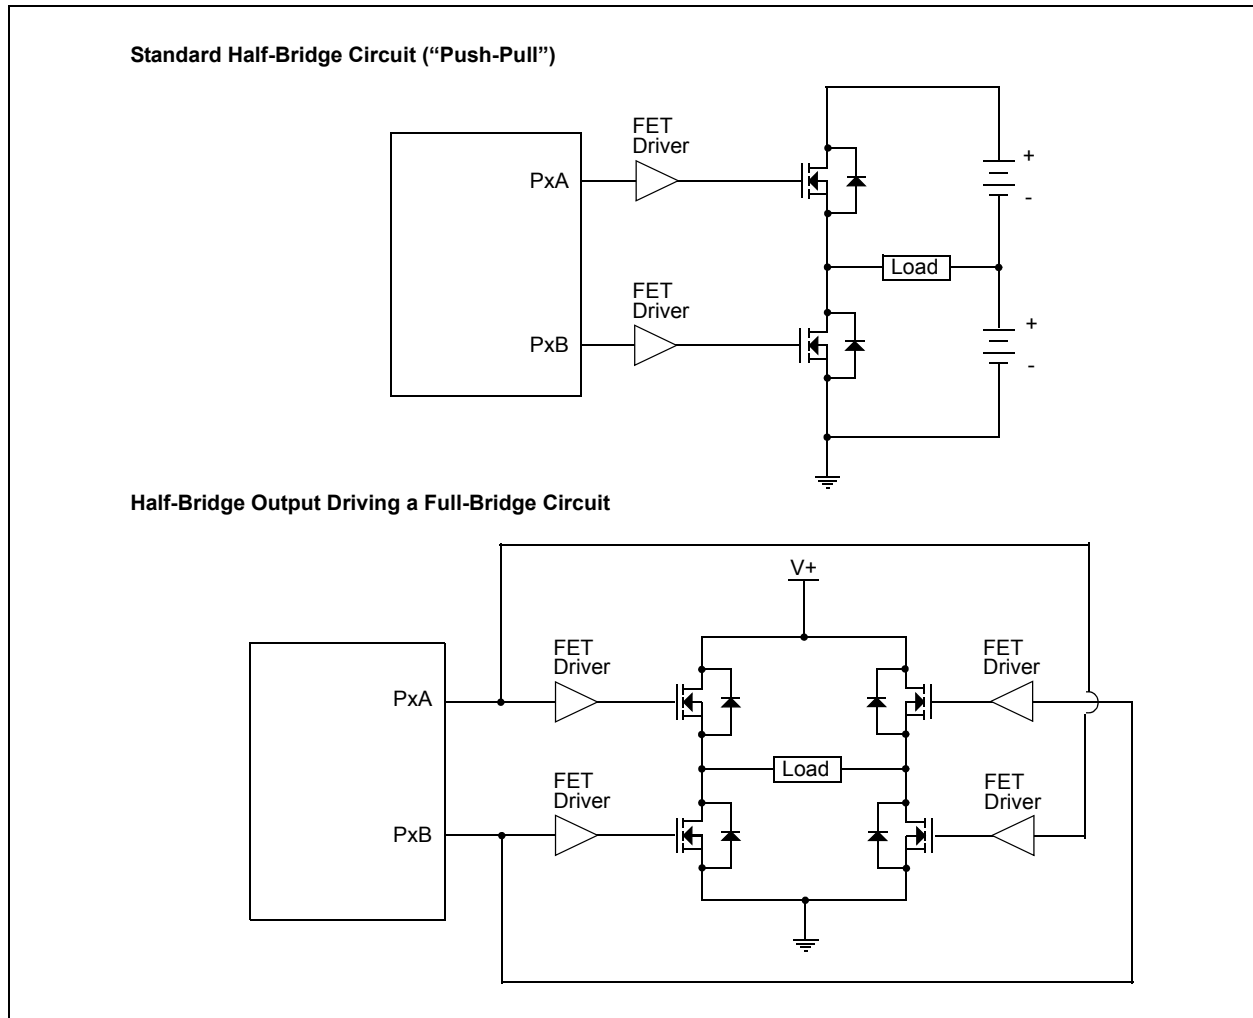 Standard Half-Bridge Circuit (“Push-Pull”)
FET
Driver
PxA
+
-
Load
FET
Driver
PxB
+
-
Half-Bridge Output Driving a Full-Bridge Circuit
V+
FET
Driver
FET
Driver
PxA
Load
FET
Driver
FET
Driver
PxB